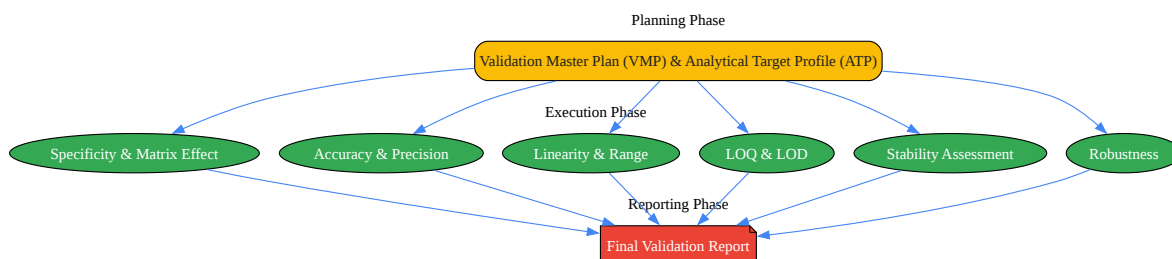 Planning Phase
Validation Master Plan (VMP) & Analytical Target Profile (ATP)
Execution Phase
Specificity & Matrix Effect
Accuracy & Precision
Linearity & Range
LOQ & LOD
Stability Assessment
Robustness
Reporting Phase
Final Validation Report